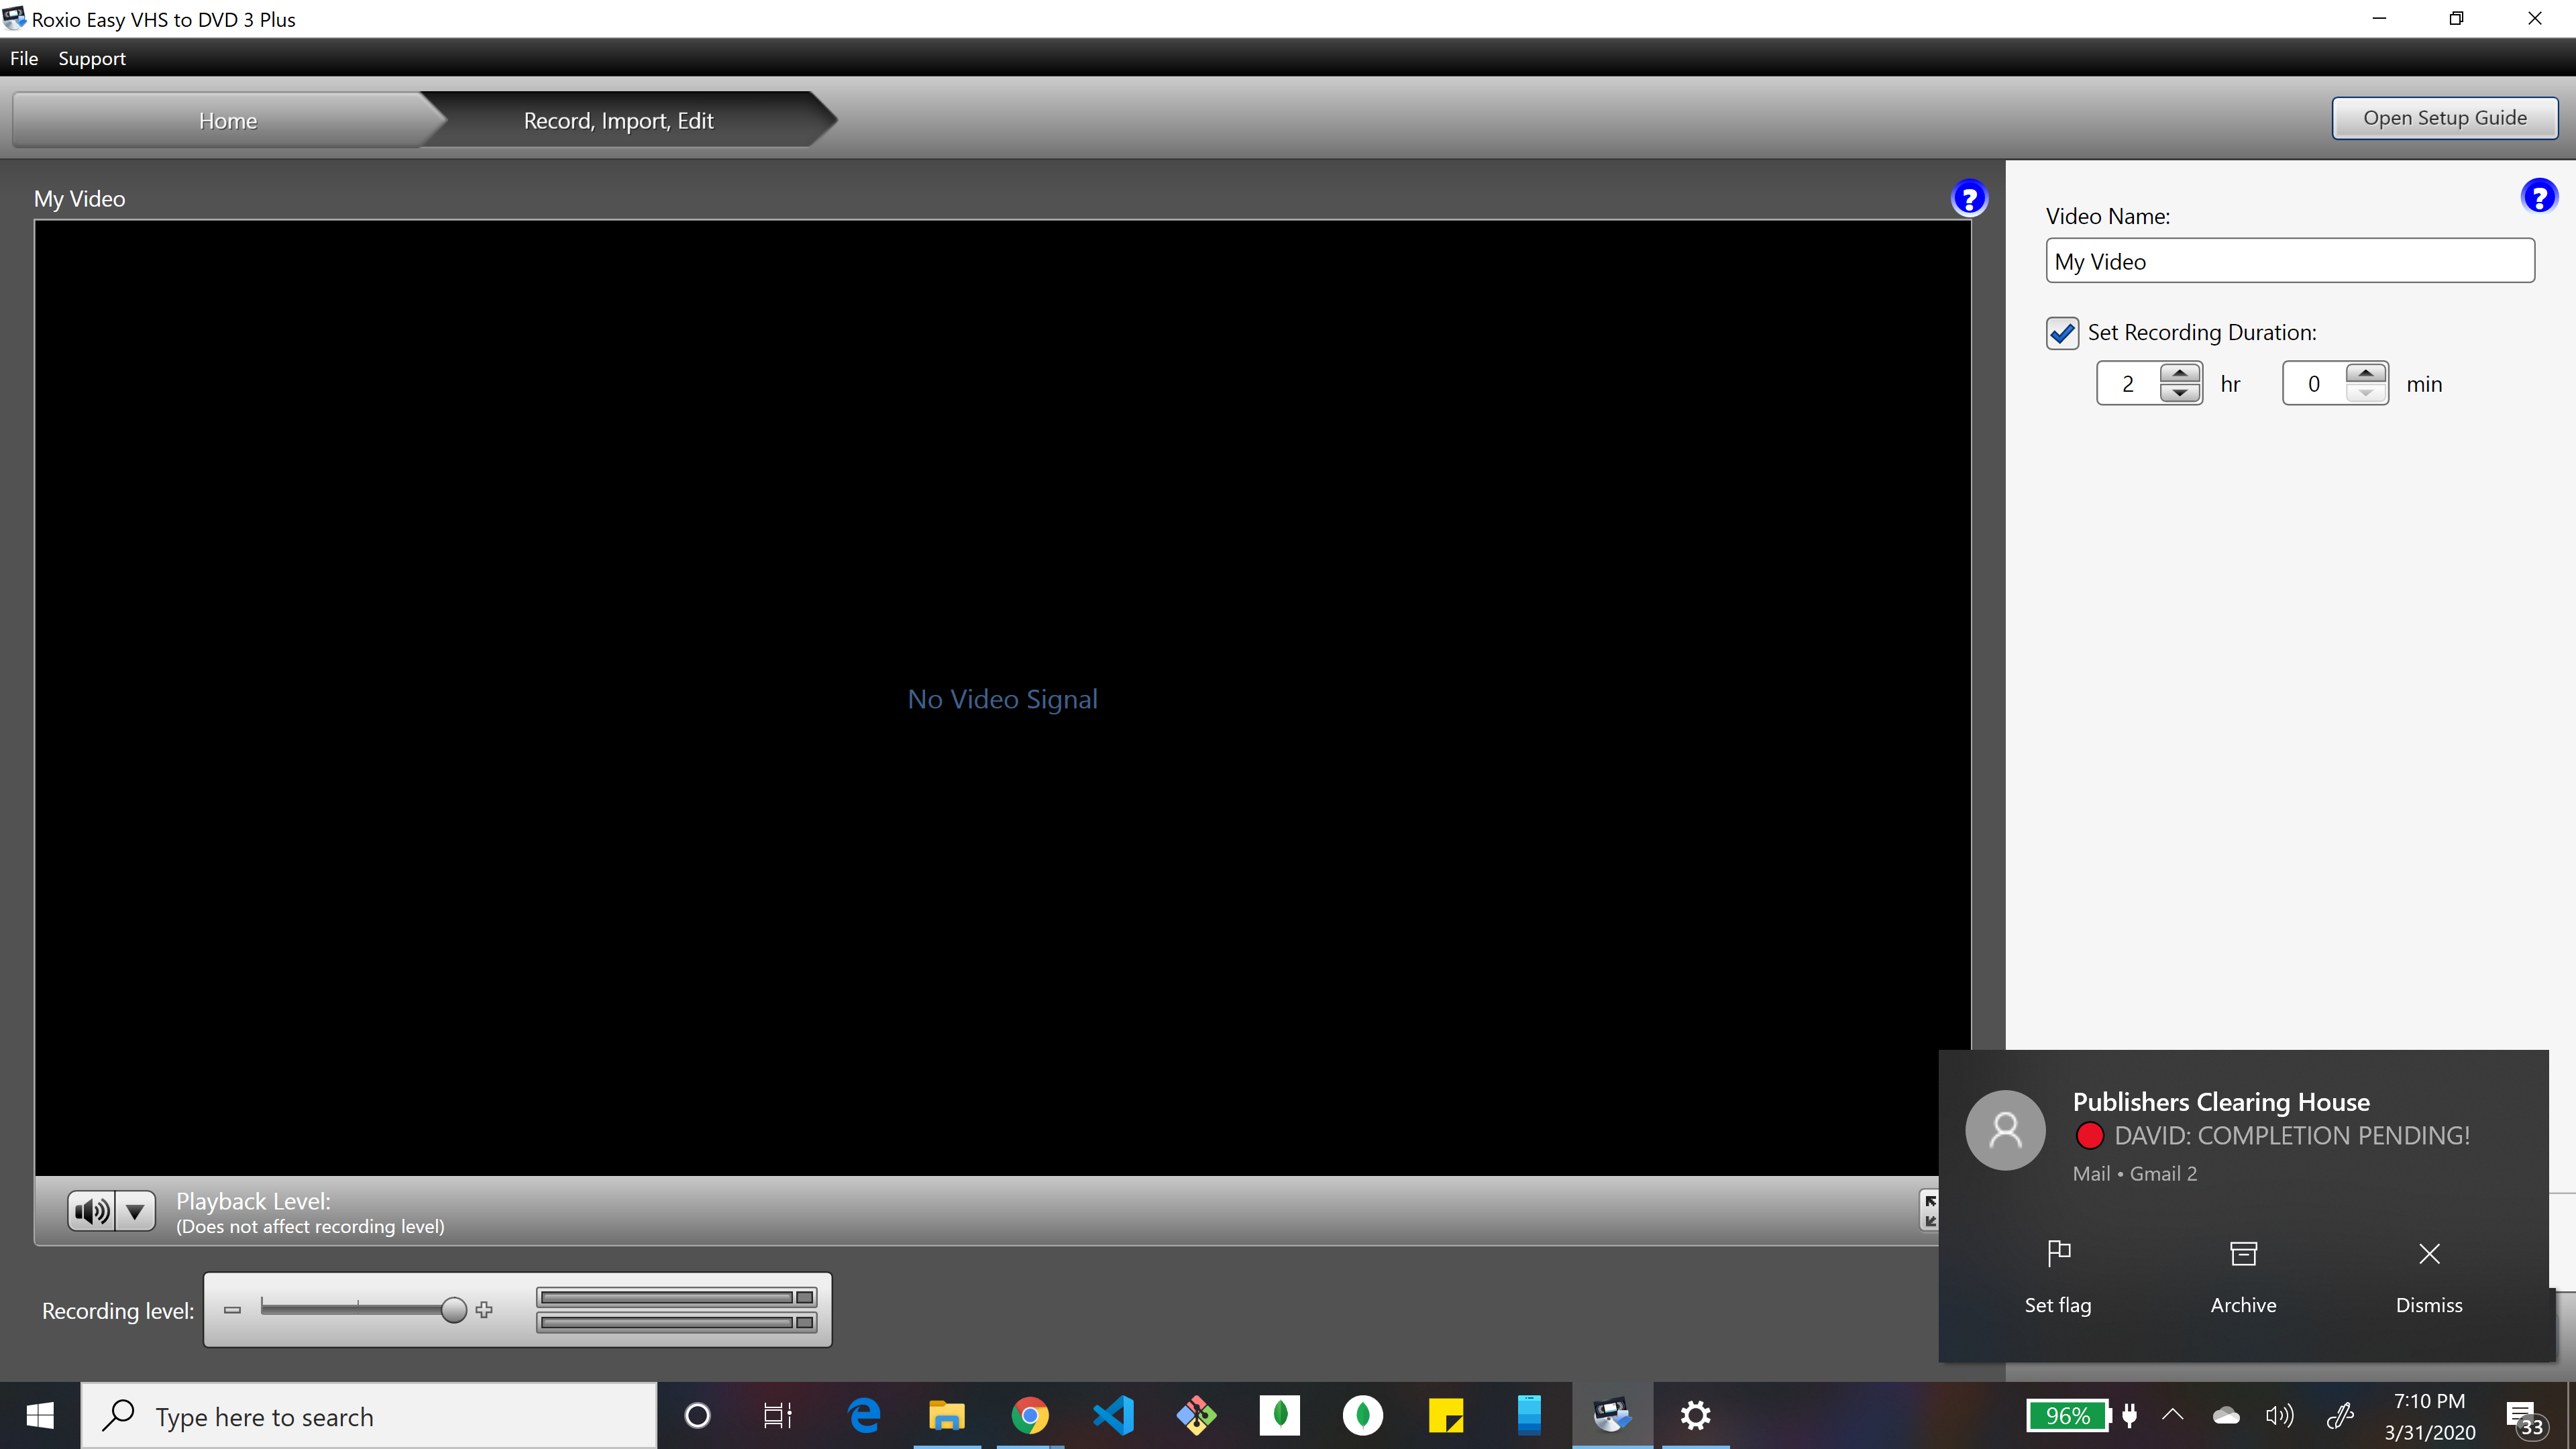 Roxio Easy VHS to DVD 3 Plus
File Support
Home Record, Import, Edit Open Setup Guide
My Video
?
?
Video Name:
My Video
Set Recording Duration:
2 hr 0 min
No Video Signal
Publishers Clearing House
DAVID: COMPLETION PENDING!
Mail • Gmail 2
Set flag Archive Dismiss
Playback Level:
(Does not affect recording level)
Recording level:
Type here to search
96%
7:10 PM
3/31/2020
33